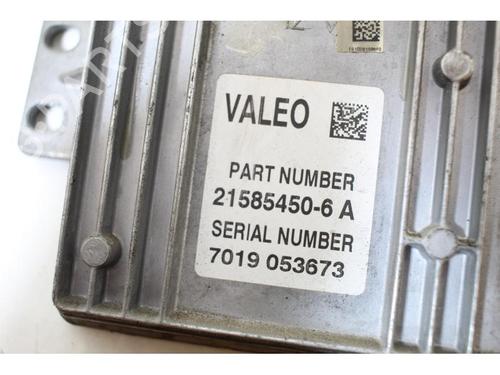 VALEO
PART NUMBER
21585450-6 A
SERIAL NUMBER
7019 053673